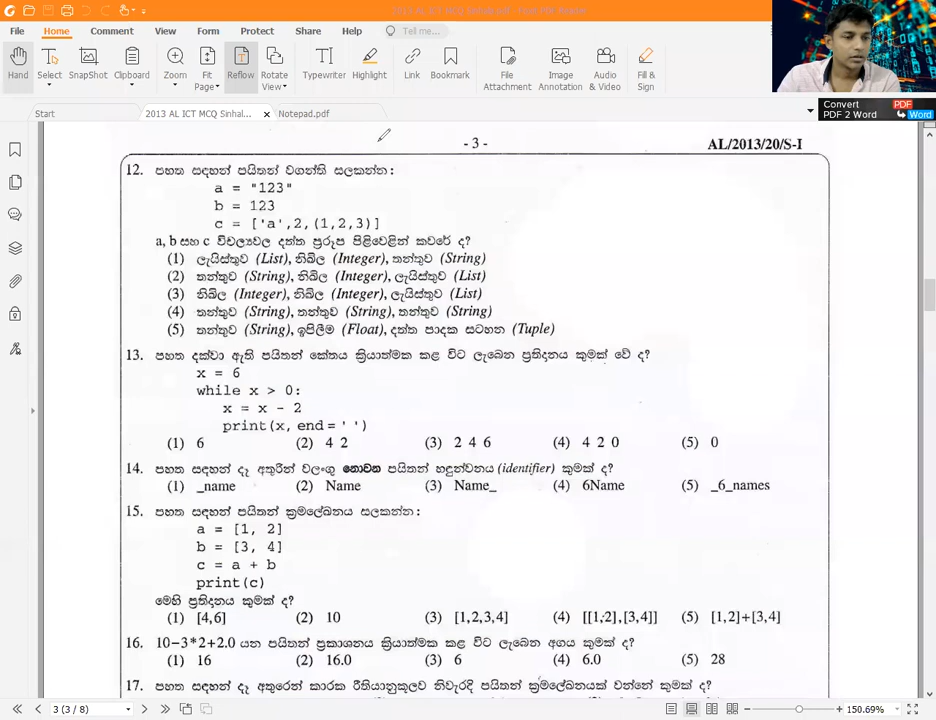 2013 AL ICT MCQ Sinhala.pdf - Foxit PDF Reader
File Home Comment View Form Protect Share Help Tell me...
Hand Select SnapShot Clipboard Zoom Fit Page Reflow Rotate View Typewriter Highlight Link Bookmark File Attachment Image Annotation Audio & Video Fill & Sign
Start 2013 AL ICT MCQ Sinhal... Notepad.pdf
Convert PDF
PDF 2 Word Word
- 3 - AL/2013/20/S-I
12. පහත සඳහන් පයිතන් වගන්ති සලකන්න:
a = "123"
b = 123
c = ['a',2,(1,2,3)]
a, b සහ c විචල්‍යවල දත්ත ප්‍රරූප පිළිවෙළින් කවරේ ද?
(1) ලැයිස්තුව (List), නිඛිල (Integer), තන්තුව (String)
(2) තන්තුව (String), නිඛිල (Integer), ලැයිස්තුව (List)
(3) නිඛිල (Integer), නිඛිල (Integer), ලැයිස්තුව (List)
(4) තන්තුව (String), තන්තුව (String), තන්තුව (String)
(5) තන්තුව (String), ඉපිලීම (Float), දත්ත පාදක සටහන (Tuple)
13. පහත දක්වා ඇති පයිතන් කේතය ක්‍රියාත්මක කළ විට ලැබෙන ප්‍රතිදානය කුමක් වේ ද?
x = 6
while x > 0:
x = x - 2
print(x, end = ' ')
(1) 6 (2) 4 2 (3) 2 4 6 (4) 4 2 0 (5) 0
14. පහත සඳහන් දෑ අතුරින් වලංගු නොවන පයිතන් හඳුන්වනය (identifier) කුමක් ද?
(1) _name (2) Name (3) Name_ (4) 6Name (5) _6_names
15. පහත සඳහන් පයිතන් ක්‍රමලේඛනය සලකන්න:
a = [1, 2]
b = [3, 4]
c = a + b
print(c)
මෙහි ප්‍රතිදානය කුමක් ද?
(1) [4,6] (2) 10 (3) [1,2,3,4] (4) [[1,2],[3,4]] (5) [1,2]+[3,4]
16. 10−3*2+2.0 යන පයිතන් ප්‍රකාශනය ක්‍රියාත්මක කළ විට ලැබෙන අගය කුමක් ද?
(1) 16 (2) 16.0 (3) 6 (4) 6.0 (5) 28
17. පහත සඳහන් දෑ අතුරෙන් කාරක රීතියානුකූලව නිවැරදි පයිතන් ක්‍රමලේඛනයක් වන්නේ කුමක් ද?
3 (3 / 8) 150.69%